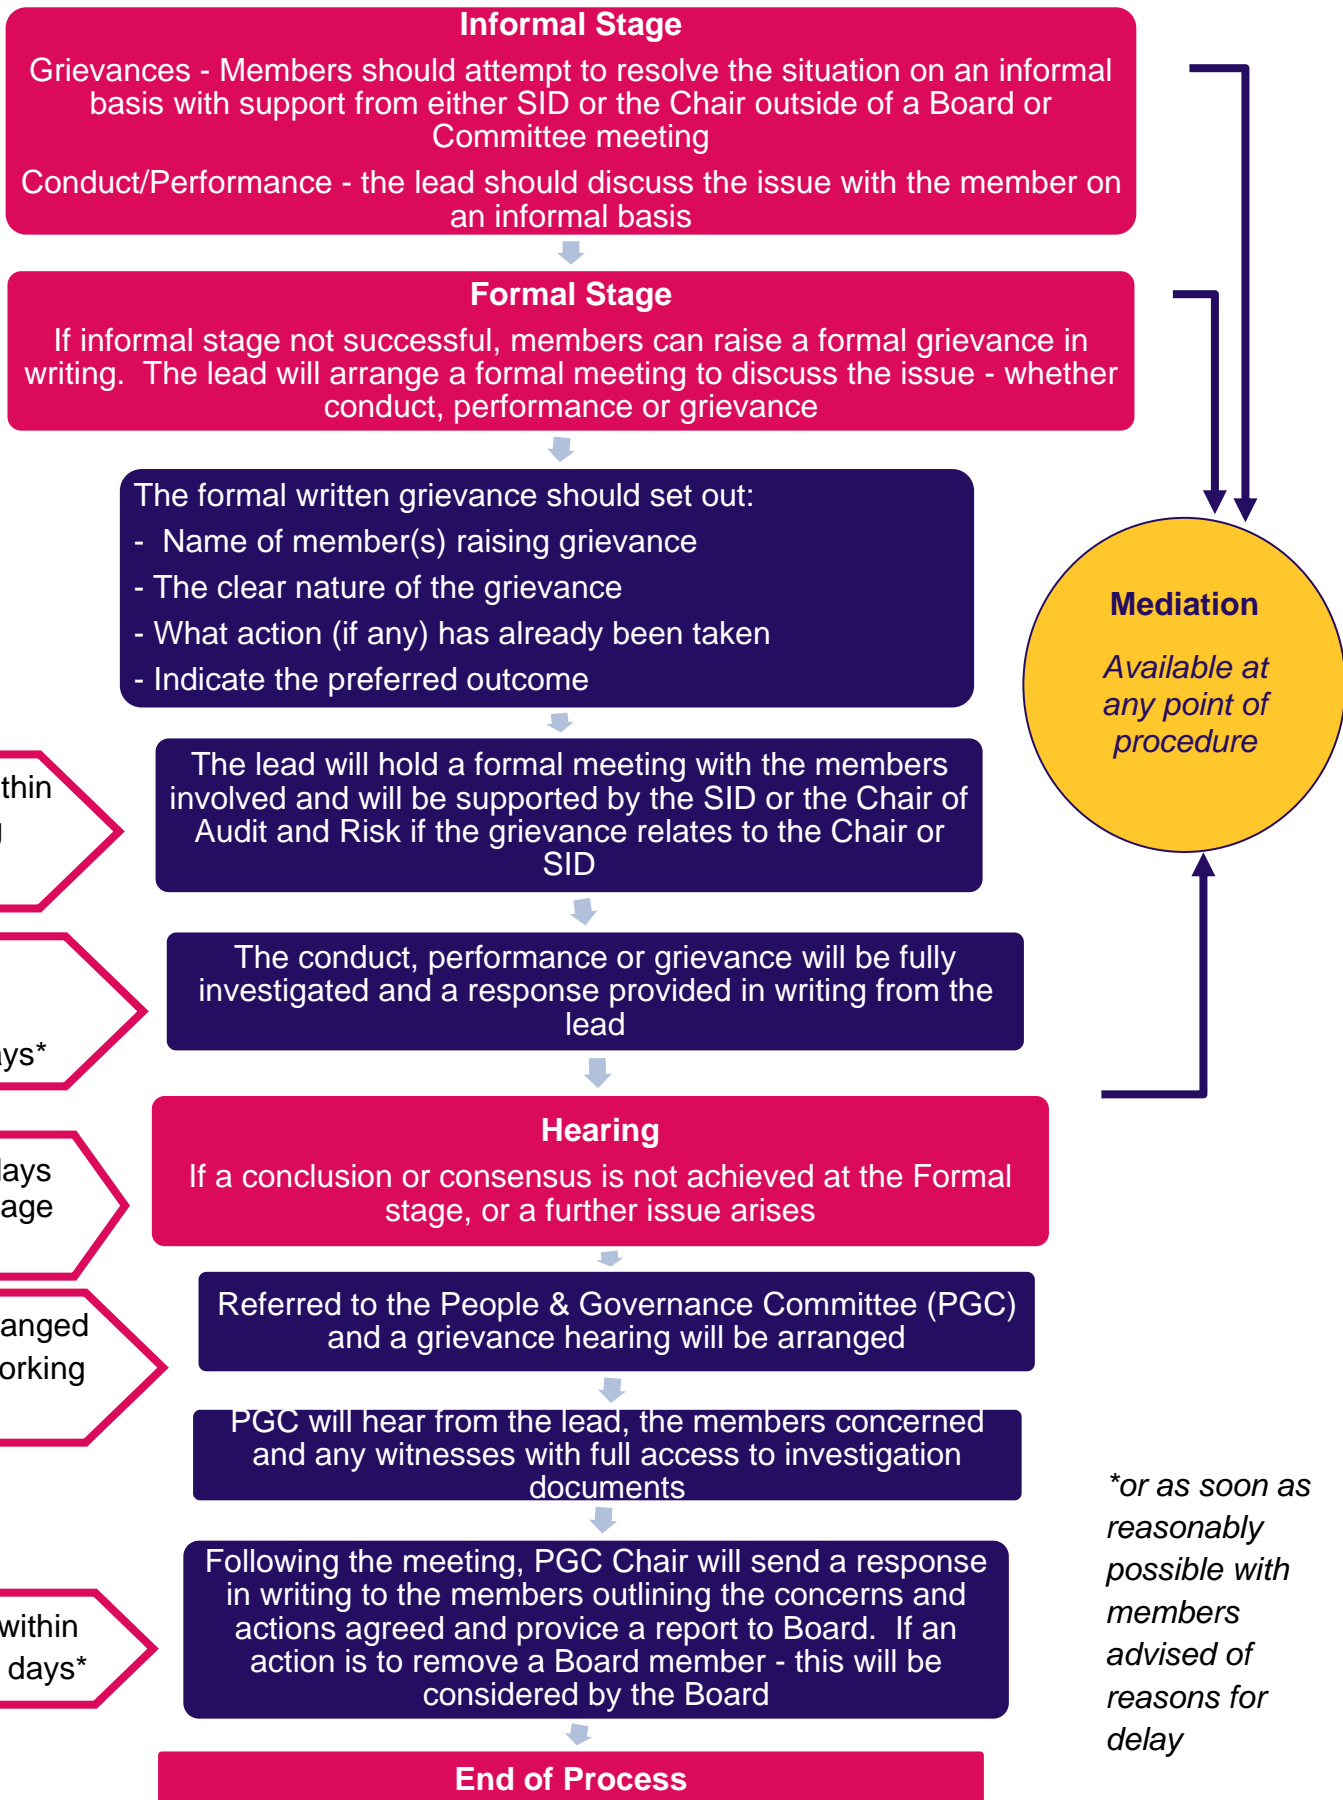 Informal Stage
Grievances - Members should attempt to resolve the situation on an informal
basis with support from either SID or the Chair outside of a Board or
Committee meeting
Conduct/Performance - the lead should discuss the issue with the member on
an informal basis
Formal Stage
If informal stage not successful, members can raise a formal grievance in
writing.  The lead will arrange a formal meeting to discuss the issue - whether
conduct, performance or grievance
The formal written grievance should set out:
-  Name of member(s) raising grievance
- The clear nature of the grievance
- What action (if any) has already been taken
- Indicate the preferred outcome
Mediation
Available at
any point of
procedure
The lead will hold a formal meeting with the members
involved and will be supported by the SID or the Chair of
Audit and Risk if the grievance relates to the Chair or
SID
The conduct, performance or grievance will be fully
investigated and a response provided in writing from the
lead
Hearing
If a conclusion or consensus is not achieved at the Formal
stage, or a further issue arises
Referred to the People & Governance Committee (PGC)
and a grievance hearing will be arranged
PGC will hear from the lead, the members concerned
and any witnesses with full access to investigation
documents
within
days*
Following the meeting, PGC Chair will send a response
in writing to the members outlining the concerns and
actions agreed and provice a report to Board.  If an
action is to remove a Board member - this will be
considered by the Board
*or as soon as
reasonably
possible with
members
advised of
reasons for
delay
End of Process